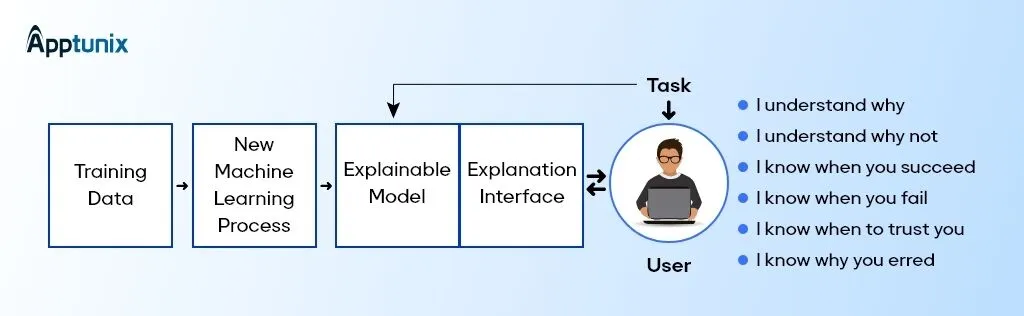 Apptunix
Task
Training
Data
New
Machine
Learning
Process
Explainable
Model
Explanation
Interface
User
I understand why
I understand why not
I know when you succeed
I know when you fail
I know when to trust you
I know why you erred